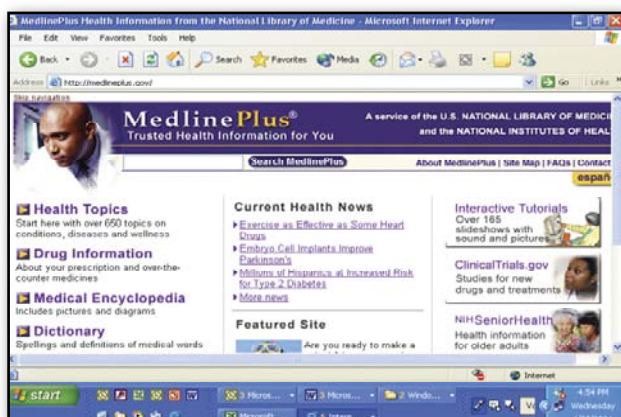 MedlinePlus Health Information from the National Library of Medicine - Microsoft Internet Explorer
File Edit View Favorites Tools Help
Back Search Favorites Media
Address http://medlineplus.gov/ Go Links
Skip navigation
MedlinePlus®
Trusted Health Information for You
A service of the U.S. NATIONAL LIBRARY OF MEDICIN
and the NATIONAL INSTITUTES OF HEAL
Search MedlinePlus
About MedlinePlus | Site Map | FAQs | Contact
españ
Health Topics
Start here with over 650 topics on
conditions, diseases and wellness
Drug Information
About your prescription and over-the-
counter medicines
Medical Encyclopedia
Includes pictures and diagrams
Dictionary
Spellings and definitions of medical words
Current Health News
Exercise as Effective as Some Heart
Drugs
Embryo Cell Implants Improve
Parkinson's
Millions of Hispanics at Increased Risk
for Type 2 Diabetes
More news
Featured Site
Are you ready to make a
Interactive Tutorials
Over 165
slideshows with
sound and pictures
ClinicalTrials.gov
Studies for new
drugs and treatments
NIHSeniorHealth
Health information
for older adults
Internet
start
3 Micros... 3 Micros... 2 Windo...
4:54 PM
Wednesday